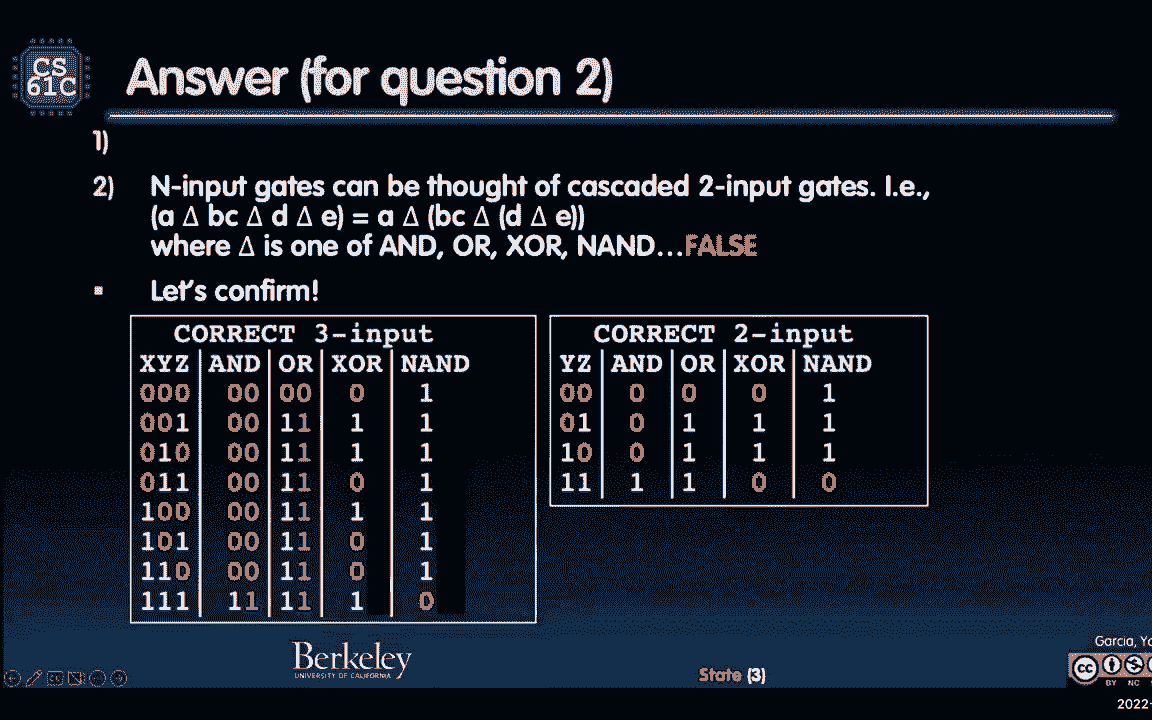 CS
61C
Answer (for question 2)
1)
2) N-input gates can be thought of cascaded 2-input gates. I.e.,
(a Δ bc Δ d Δ e) = a Δ (bc Δ (d Δ e))
where Δ is one of AND, OR, XOR, NAND…FALSE
▪ Let's confirm!
CORRECT 3-input
XYZ AND OR XOR NAND
000 00 00 0 1
001 00 11 1 1
010 00 11 1 1
011 00 11 0 1
100 00 11 1 1
101 00 11 0 1
110 00 11 0 1
111 11 11 1 0
CORRECT 2-input
YZ AND OR XOR NAND
00 0 0 0 1
01 0 1 1 1
10 0 1 1 1
11 1 1 0 0
Berkeley
UNIVERSITY OF CALIFORNIA
State (3)
Garcia,
cc
BY NC
2022-